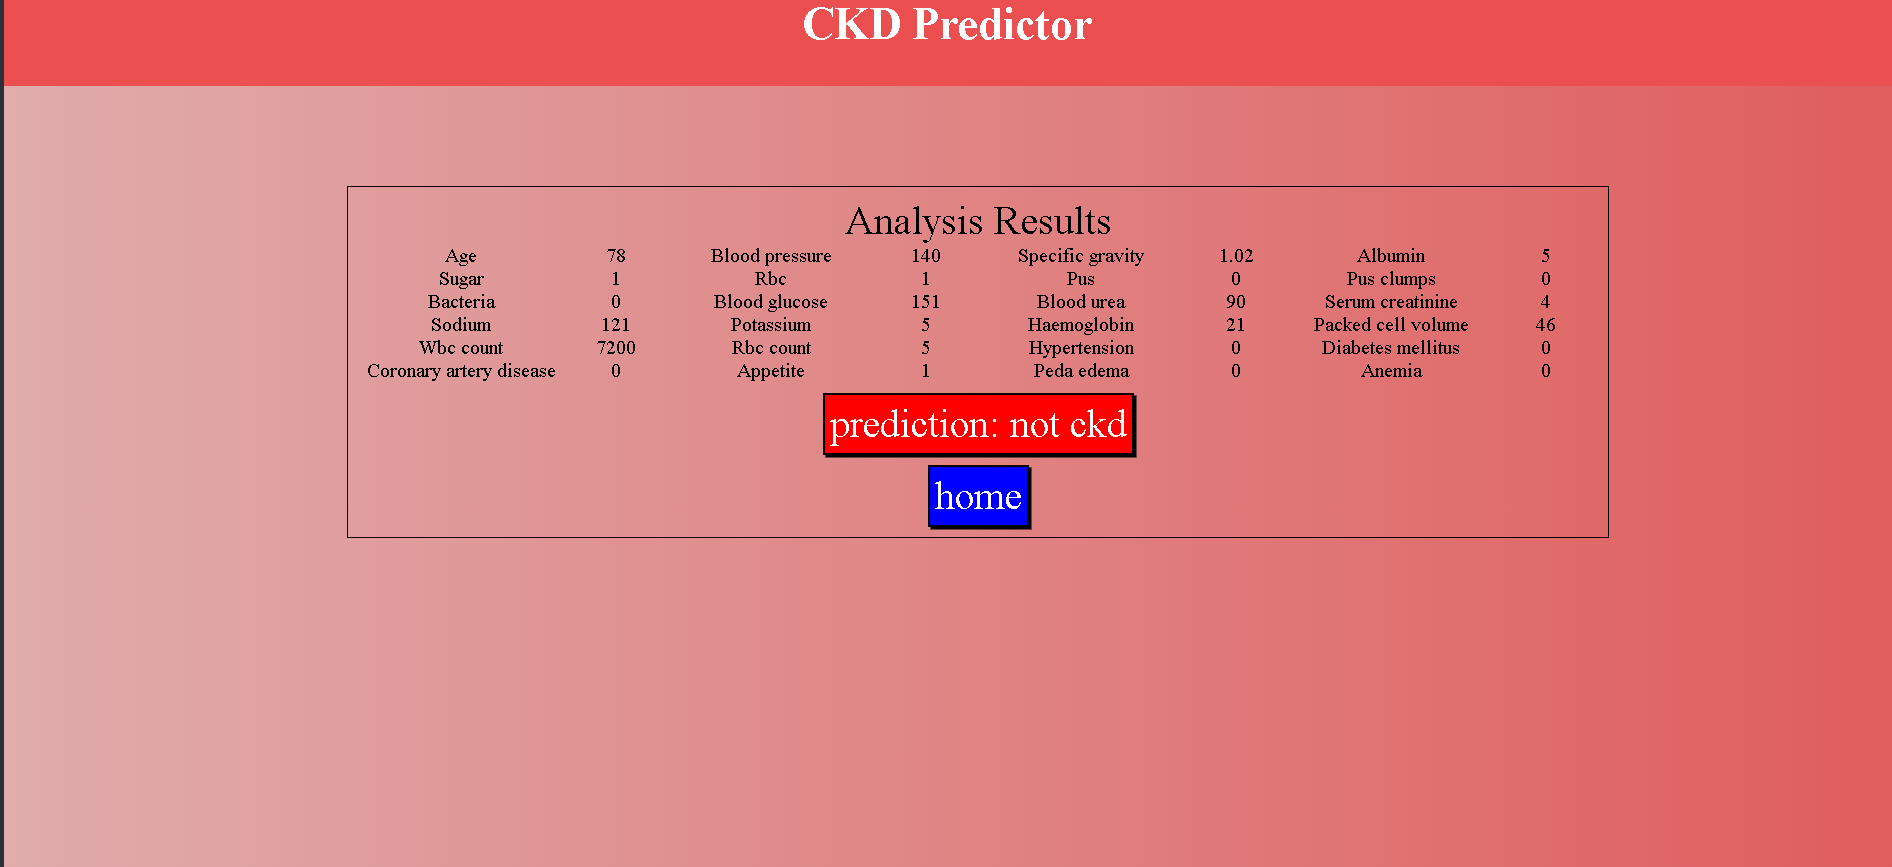 CKD Predictor
Analysis Results
Age 78 Blood pressure 140 Specific gravity 1.02 Albumin 5
Sugar 1 Rbc 1 Pus 0 Pus clumps 0
Bacteria 0 Blood glucose 151 Blood urea 90 Serum creatinine 4
Sodium 121 Potassium 5 Haemoglobin 21 Packed cell volume 46
Wbc count 7200 Rbc count 5 Hypertension 0 Diabetes mellitus 0
Coronary artery disease 0 Appetite 1 Peda edema 0 Anemia 0
prediction: not ckd
home